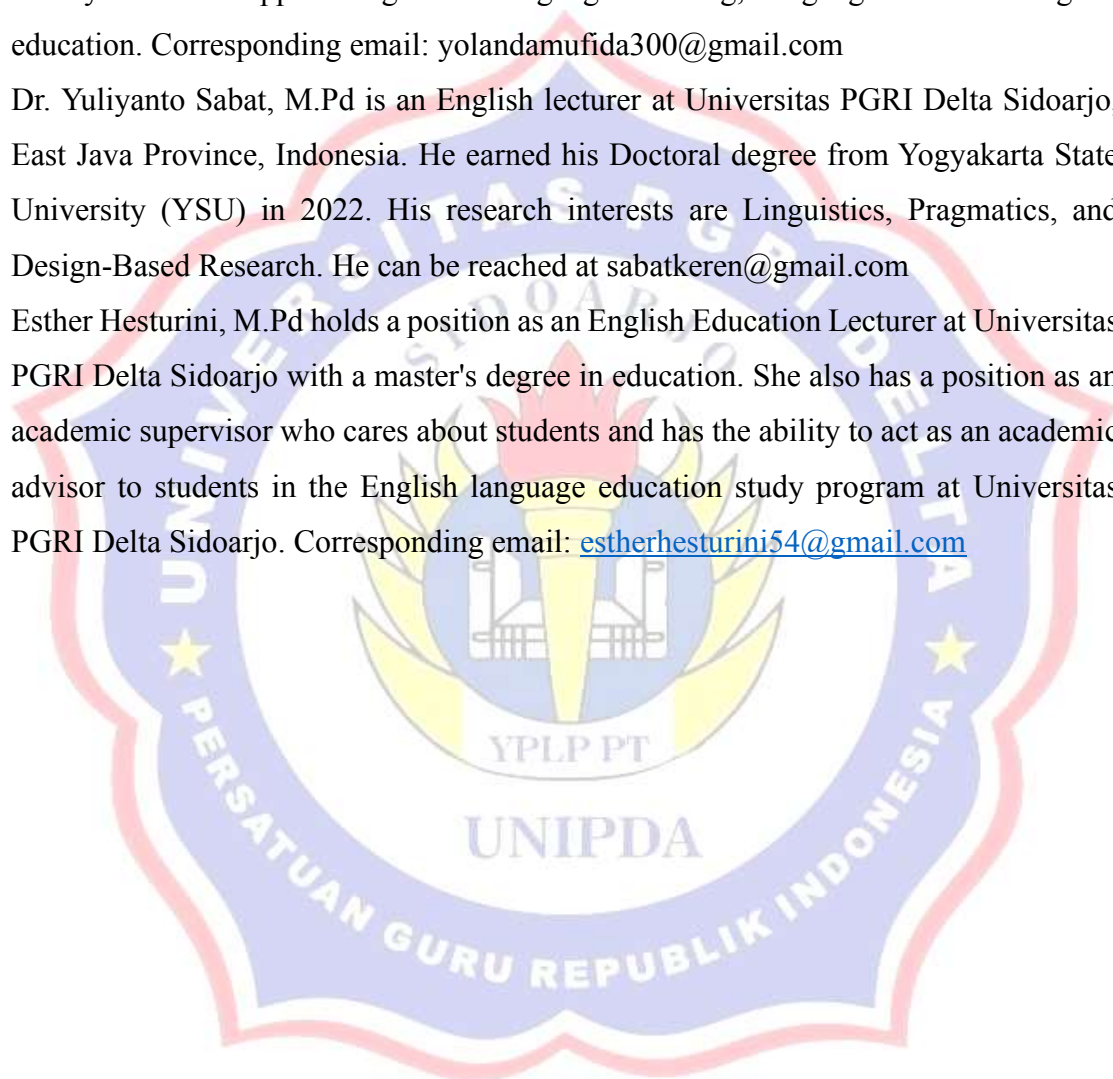 education. Corresponding email: yolandamufida300@gmail.com
Dr. Yuliyanto Sabat, M.Pd is an English lecturer at Universitas PGRI Delta Sidoarjo,
East Java Province, Indonesia. He earned his Doctoral degree from Yogyakarta State
University (YSU) in 2022. His research interests are Linguistics, Pragmatics, and
Design-Based Research. He can be reached at sabatkeren@gmail.com
Esther Hesturini, M.Pd holds a position as an English Education Lecturer at Universitas
PGRI Delta Sidoarjo with a master's degree in education. She also has a position as an
academic supervisor who cares about students and has the ability to act as an academic
advisor to students in the English language education study program at Universitas
PGRI Delta Sidoarjo. Corresponding email: estherhesturini54@gmail.com
UNIVERSITAS PGRI DELTA
SIDOARJO
YPLP PT
UNIPDA
PERSATUAN GURU REPUBLIK INDONESIA